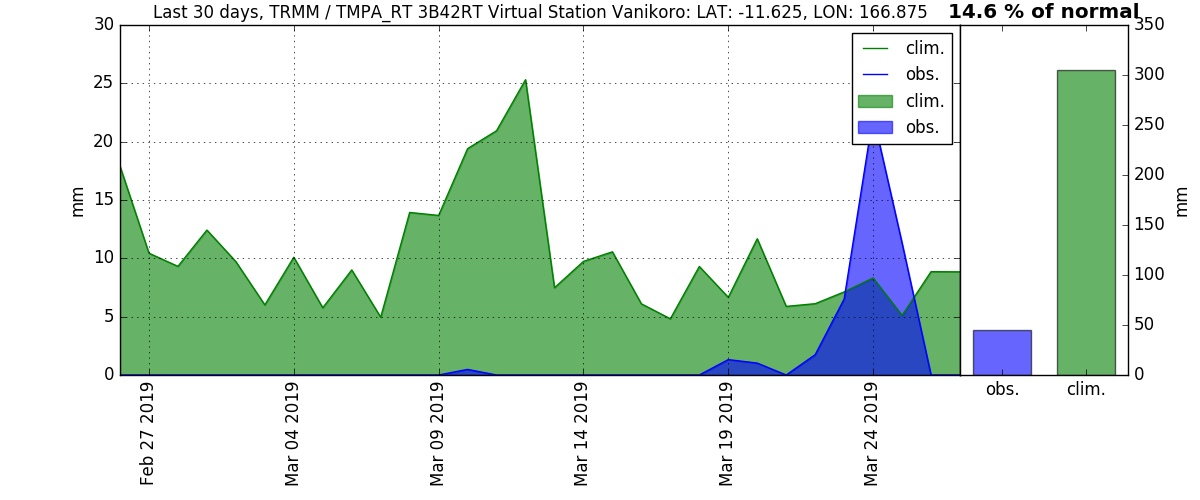 Last 30 days, TRMM / TMPA_RT 3B42RT Virtual Station Vanikoro: LAT: -11.625, LON: 166.875
14.6 % of normal
mm
30
25
20
15
10
5
0
clim.
obs.
clim.
obs.
Feb 27 2019
Mar 04 2019
Mar 09 2019
Mar 14 2019
Mar 19 2019
Mar 24 2019
350
300
250
200
150
100
50
0
mm
obs.
clim.